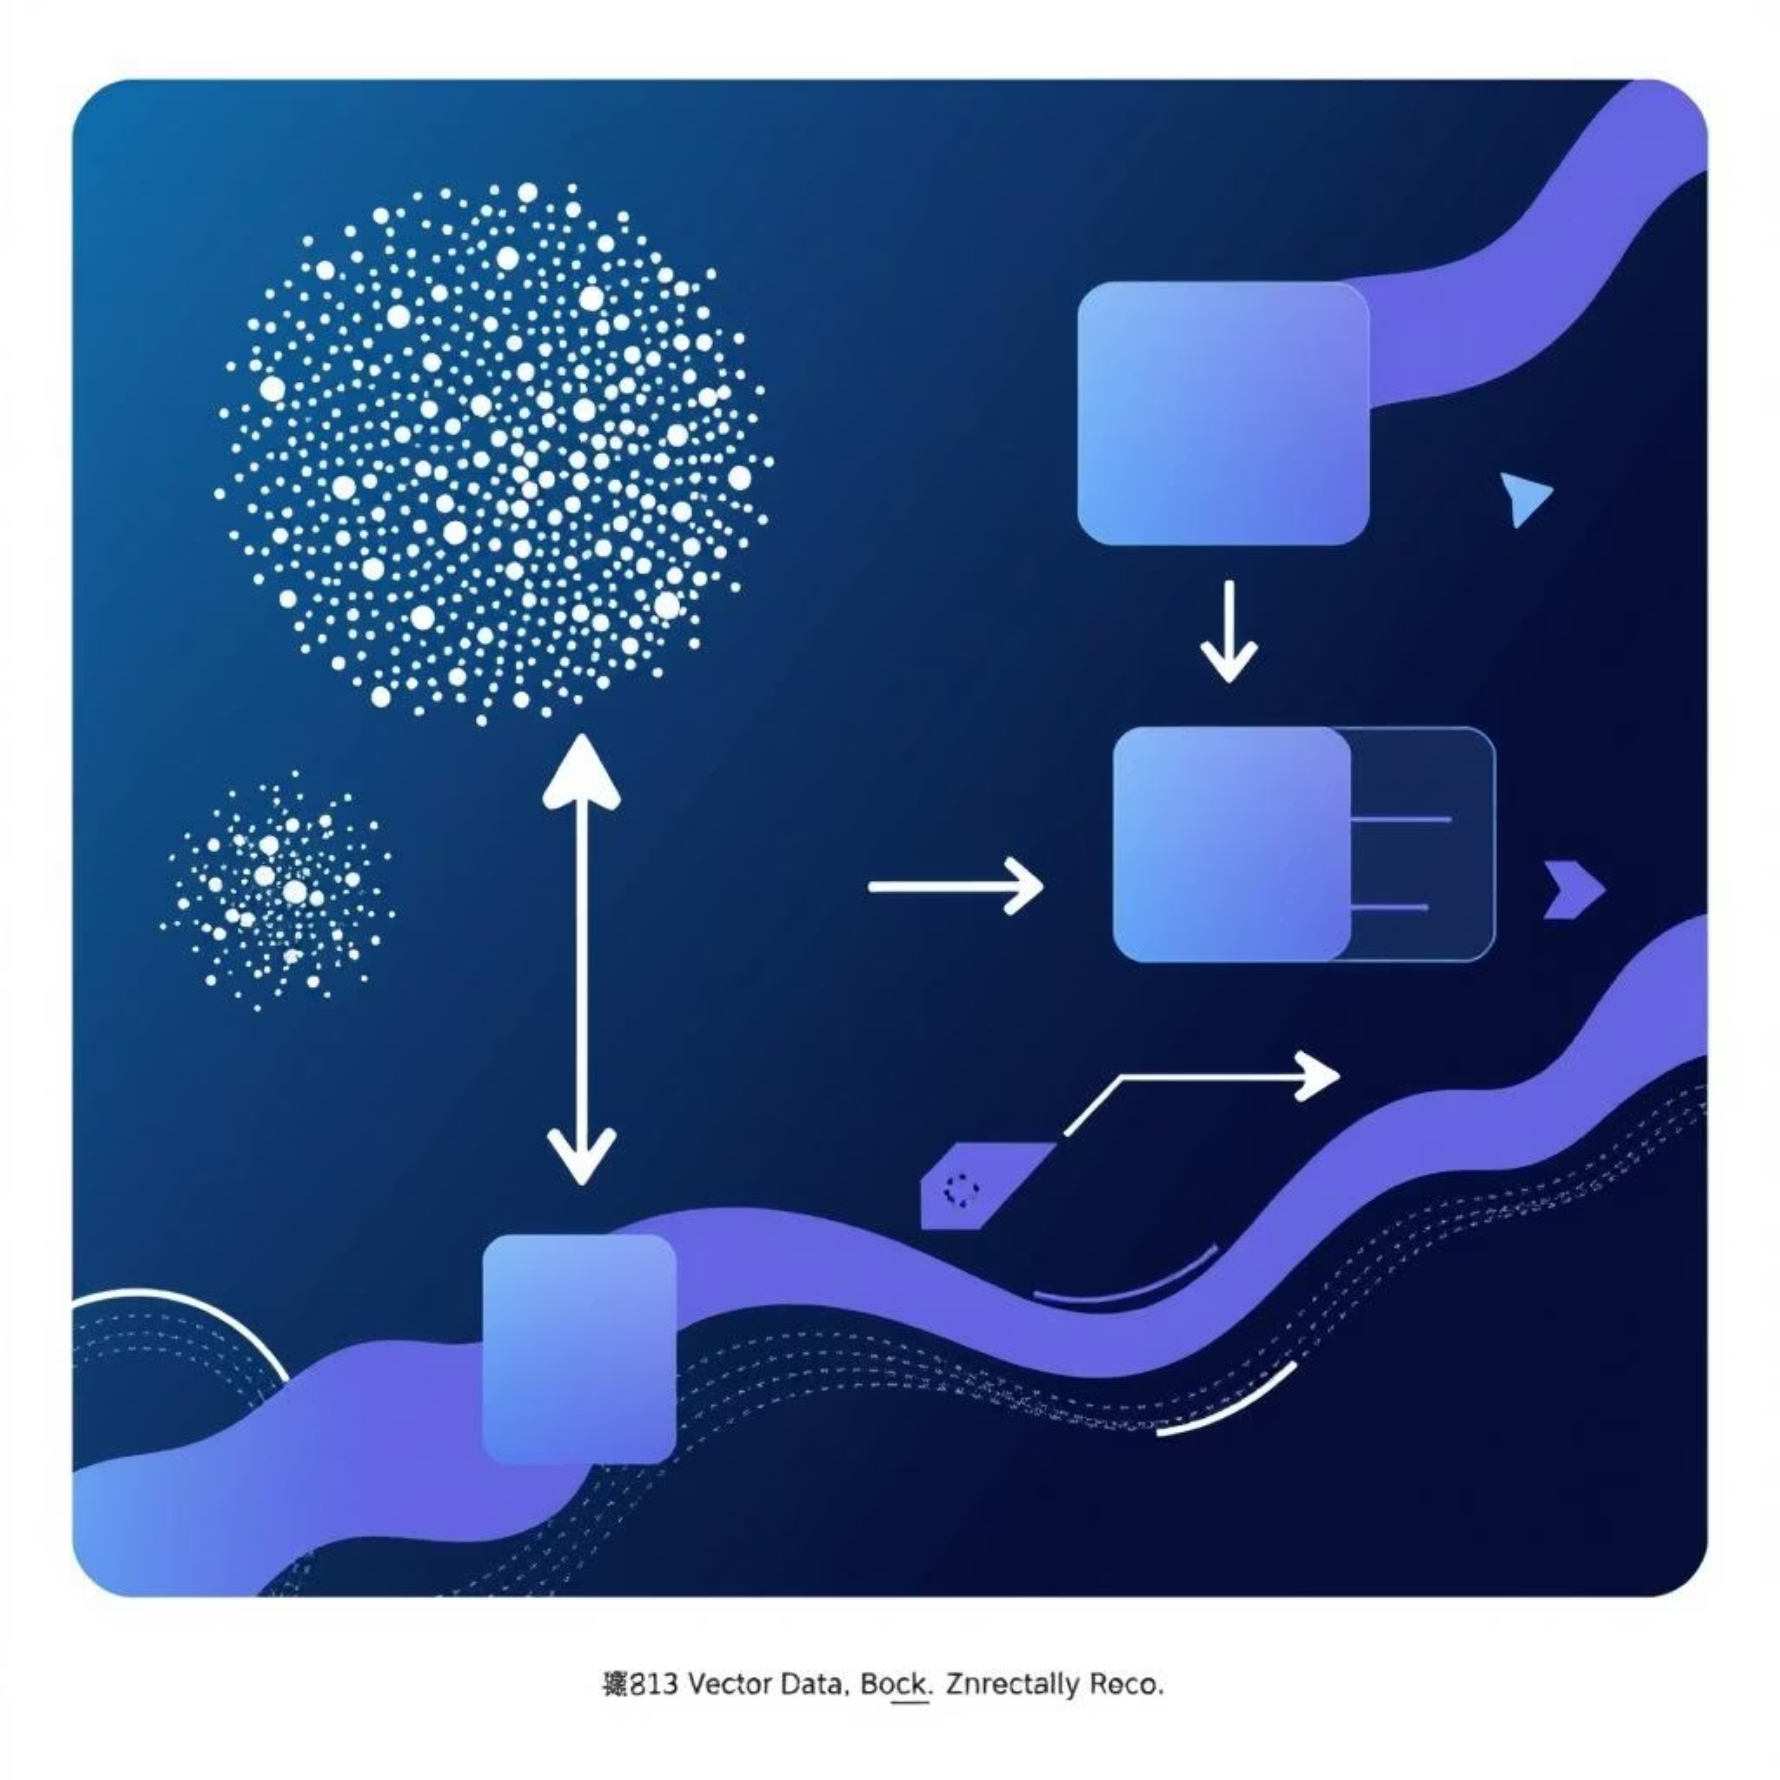 813 Vector Data, Bock. Znrectally Reco.